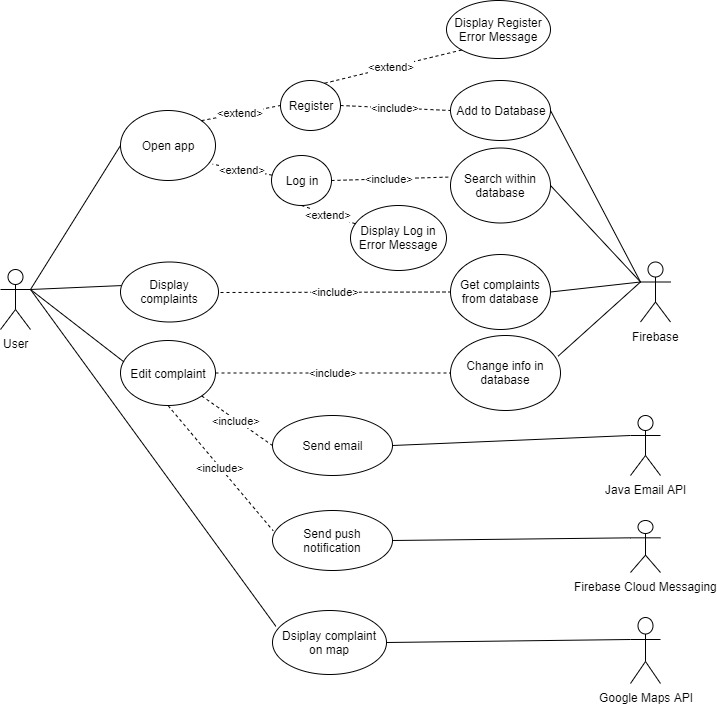 Display Register
Error Message
<extend>
Register
<extend>
<include>
Add to Database
Open app
<extend>
Log in
<include>
Search within
database
<extend>
Display Log in
Error Message
Display
complaints
<include>
Get complaints
from database
User
Firebase
Edit complaint
<include>
Change info in
database
<include>
Send email
<include>
Java Email API
Send push
notification
Firebase Cloud Messaging
Dsiplay complaint
on map
Google Maps API